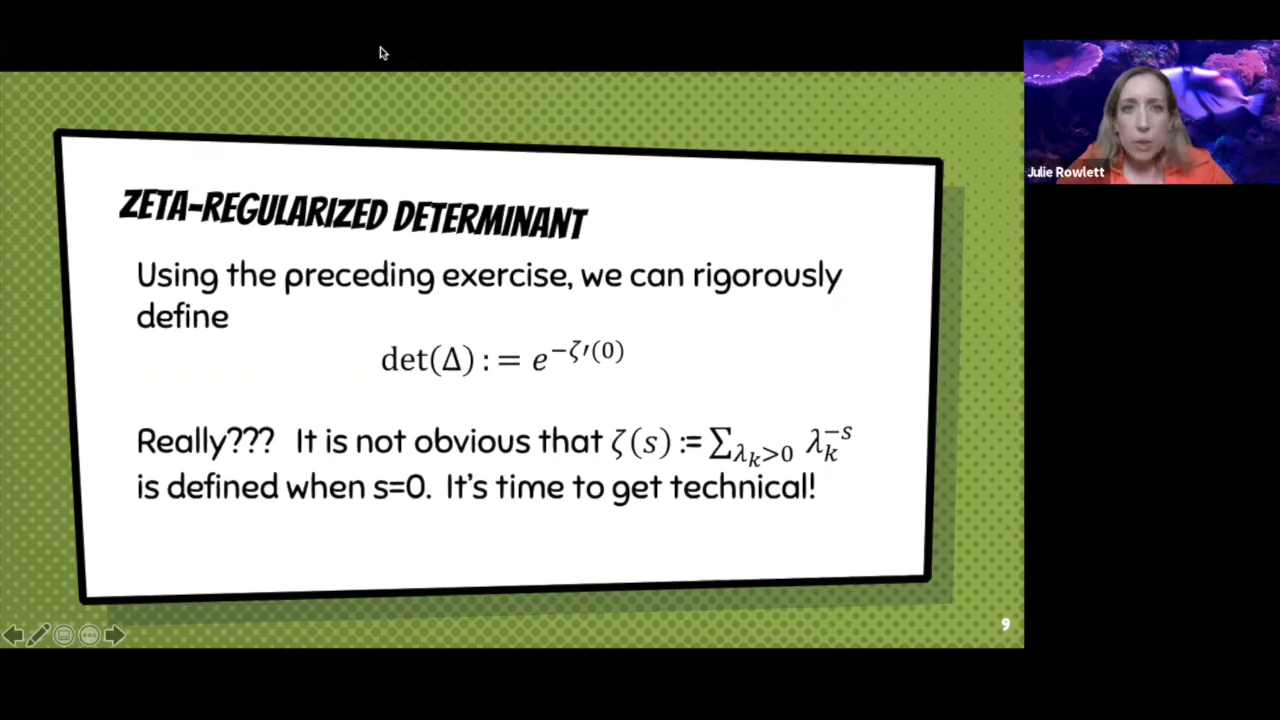 ZETA-REGULARIZED DETERMINANT
Using the preceding exercise, we can rigorously
define
det(Δ) := e^{−ζ′(0)}
Really??? It is not obvious that ζ(s) := ∑_{λ_k>0} λ_k^{−s}
is defined when s=0. It's time to get technical!
9
Julie Rowlett